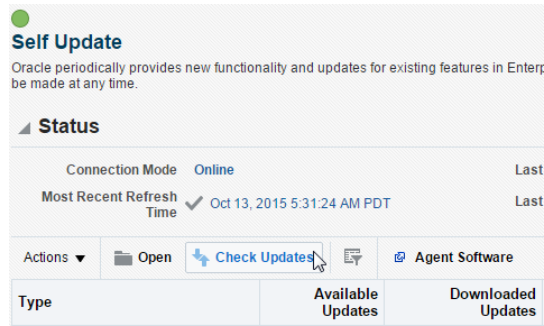 Self Update
Oracle periodically provides new functionality and updates for existing features in Enterp
be made at any time.
Status
Connection Mode Online Last
Most Recent Refresh Time Oct 13, 2015 5:31:24 AM PDT Last
Actions Open Check Updates Agent Software
Type Available Updates Downloaded Updates